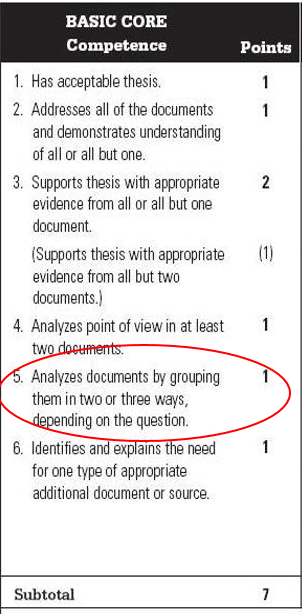 BASIC CORE
Competence Points
1. Has acceptable thesis. 1
2. Addresses all of the documents 1
and demonstrates understanding
of all or all but one.
3. Supports thesis with appropriate 2
evidence from all or all but one
document.
(Supports thesis with appropriate (1)
evidence from all but two
documents.)
4. Analyzes point of view in at least 1
two documents.
5. Analyzes documents by grouping 1
them in two or three ways,
depending on the question.
6. Identifies and explains the need 1
for one type of appropriate
additional document or source.
Subtotal 7